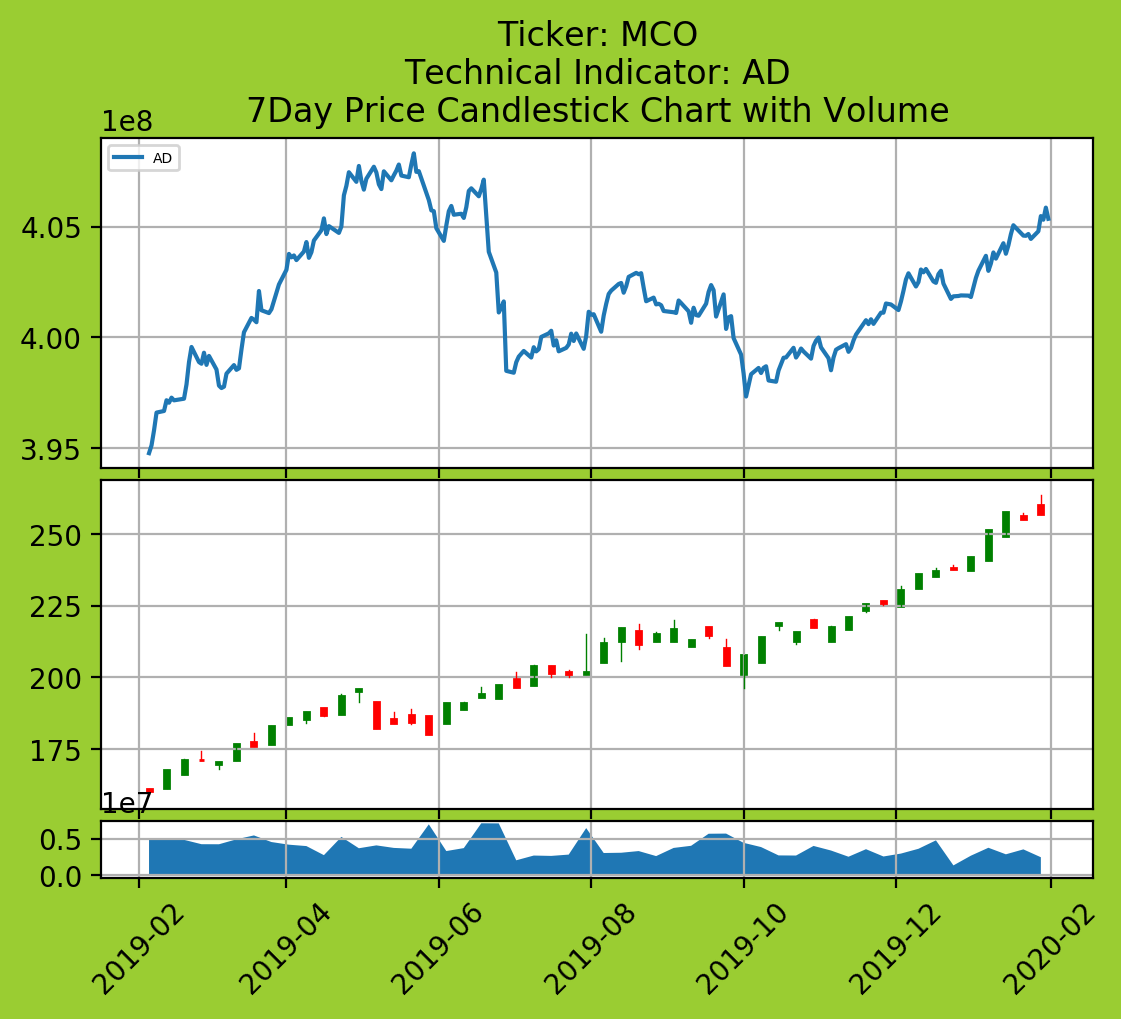 Ticker: MCO
Technical Indicator: AD
7Day Price Candlestick Chart with Volume
1e8
AD
4.05
4.00
3.95
250
225
200
175
1e7
0.5
0.0
2019-02
2019-04
2019-06
2019-08
2019-10
2019-12
2020-02